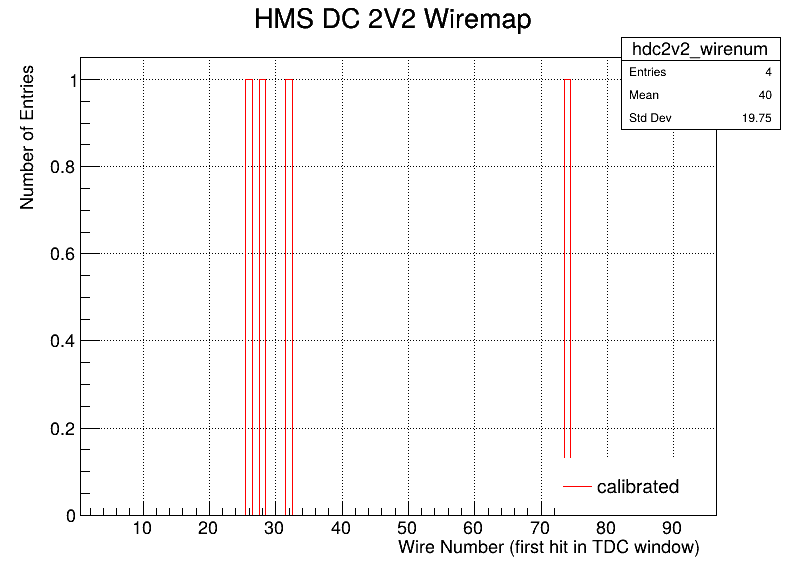 HMS DC 2V2 Wiremap
hdc2v2_wirenum
Entries 4
Mean 40
Std Dev 19.75
Number of Entries
1
0.8
0.6
0.4
0.2
0
calibrated
10 20 30 40 50 60 70 80 90
Wire Number (first hit in TDC window)